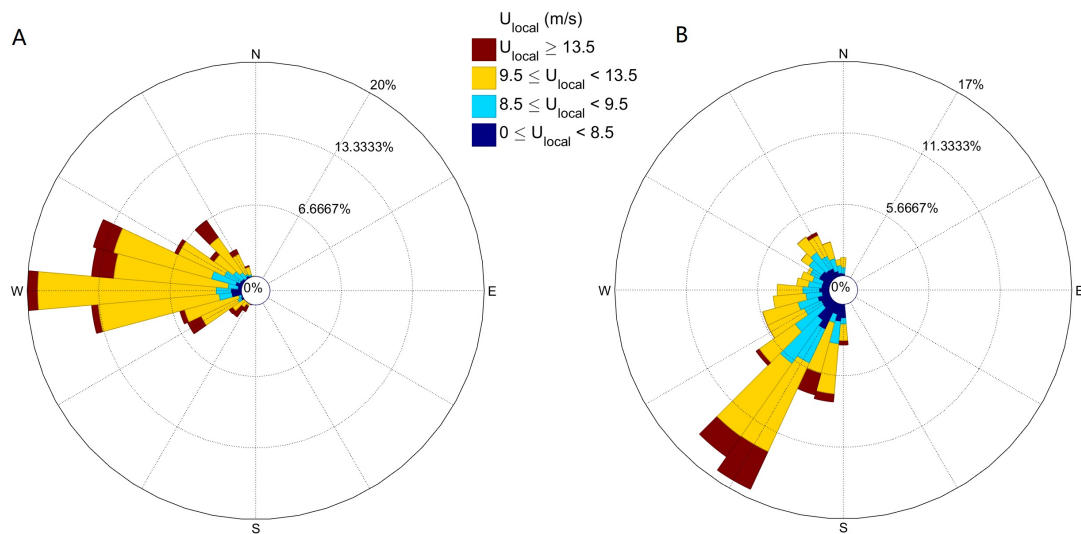 A
U_local (m/s)
U_local ≥ 13.5
9.5 ≤ U_local < 13.5
8.5 ≤ U_local < 9.5
0 ≤ U_local < 8.5
N
20%
13.3333%
6.6667%
0%
W
E
S
B
N
17%
11.3333%
5.6667%
0%
W
E
S